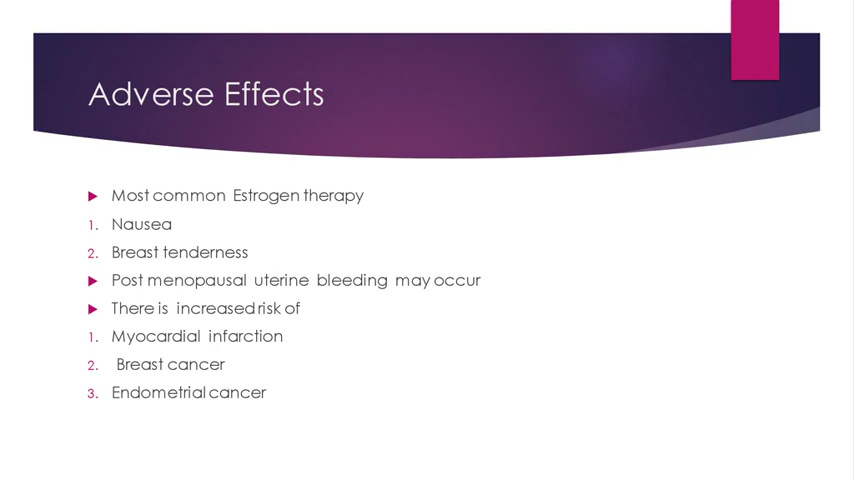 Adverse Effects
▶ Most common Estrogen therapy
1. Nausea
2. Breast tenderness
▶ Post menopausal uterine bleeding may occur
▶ There is increased risk of
1. Myocardial infarction
2. Breast cancer
3. Endometrial cancer